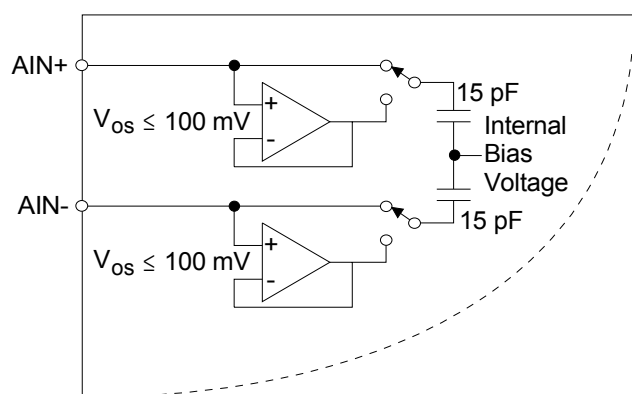 AIN+
15 pF
+
V_os ≤ 100 mV
-
Internal
Bias
Voltage
AIN-
15 pF
+
V_os ≤ 100 mV
-